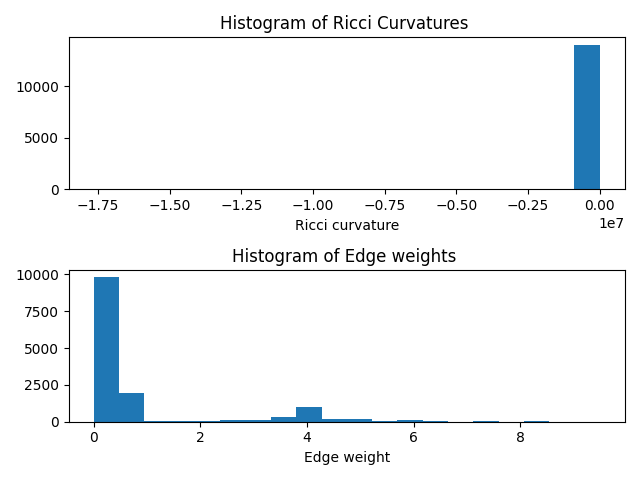 Histogram of Ricci Curvatures
10000
5000
0
−1.75 −1.50 −1.25 −1.00 −0.75 −0.50 −0.25 0.00
1e7
Ricci curvature
Histogram of Edge weights
10000
7500
5000
2500
0
0 2 4 6 8
Edge weight